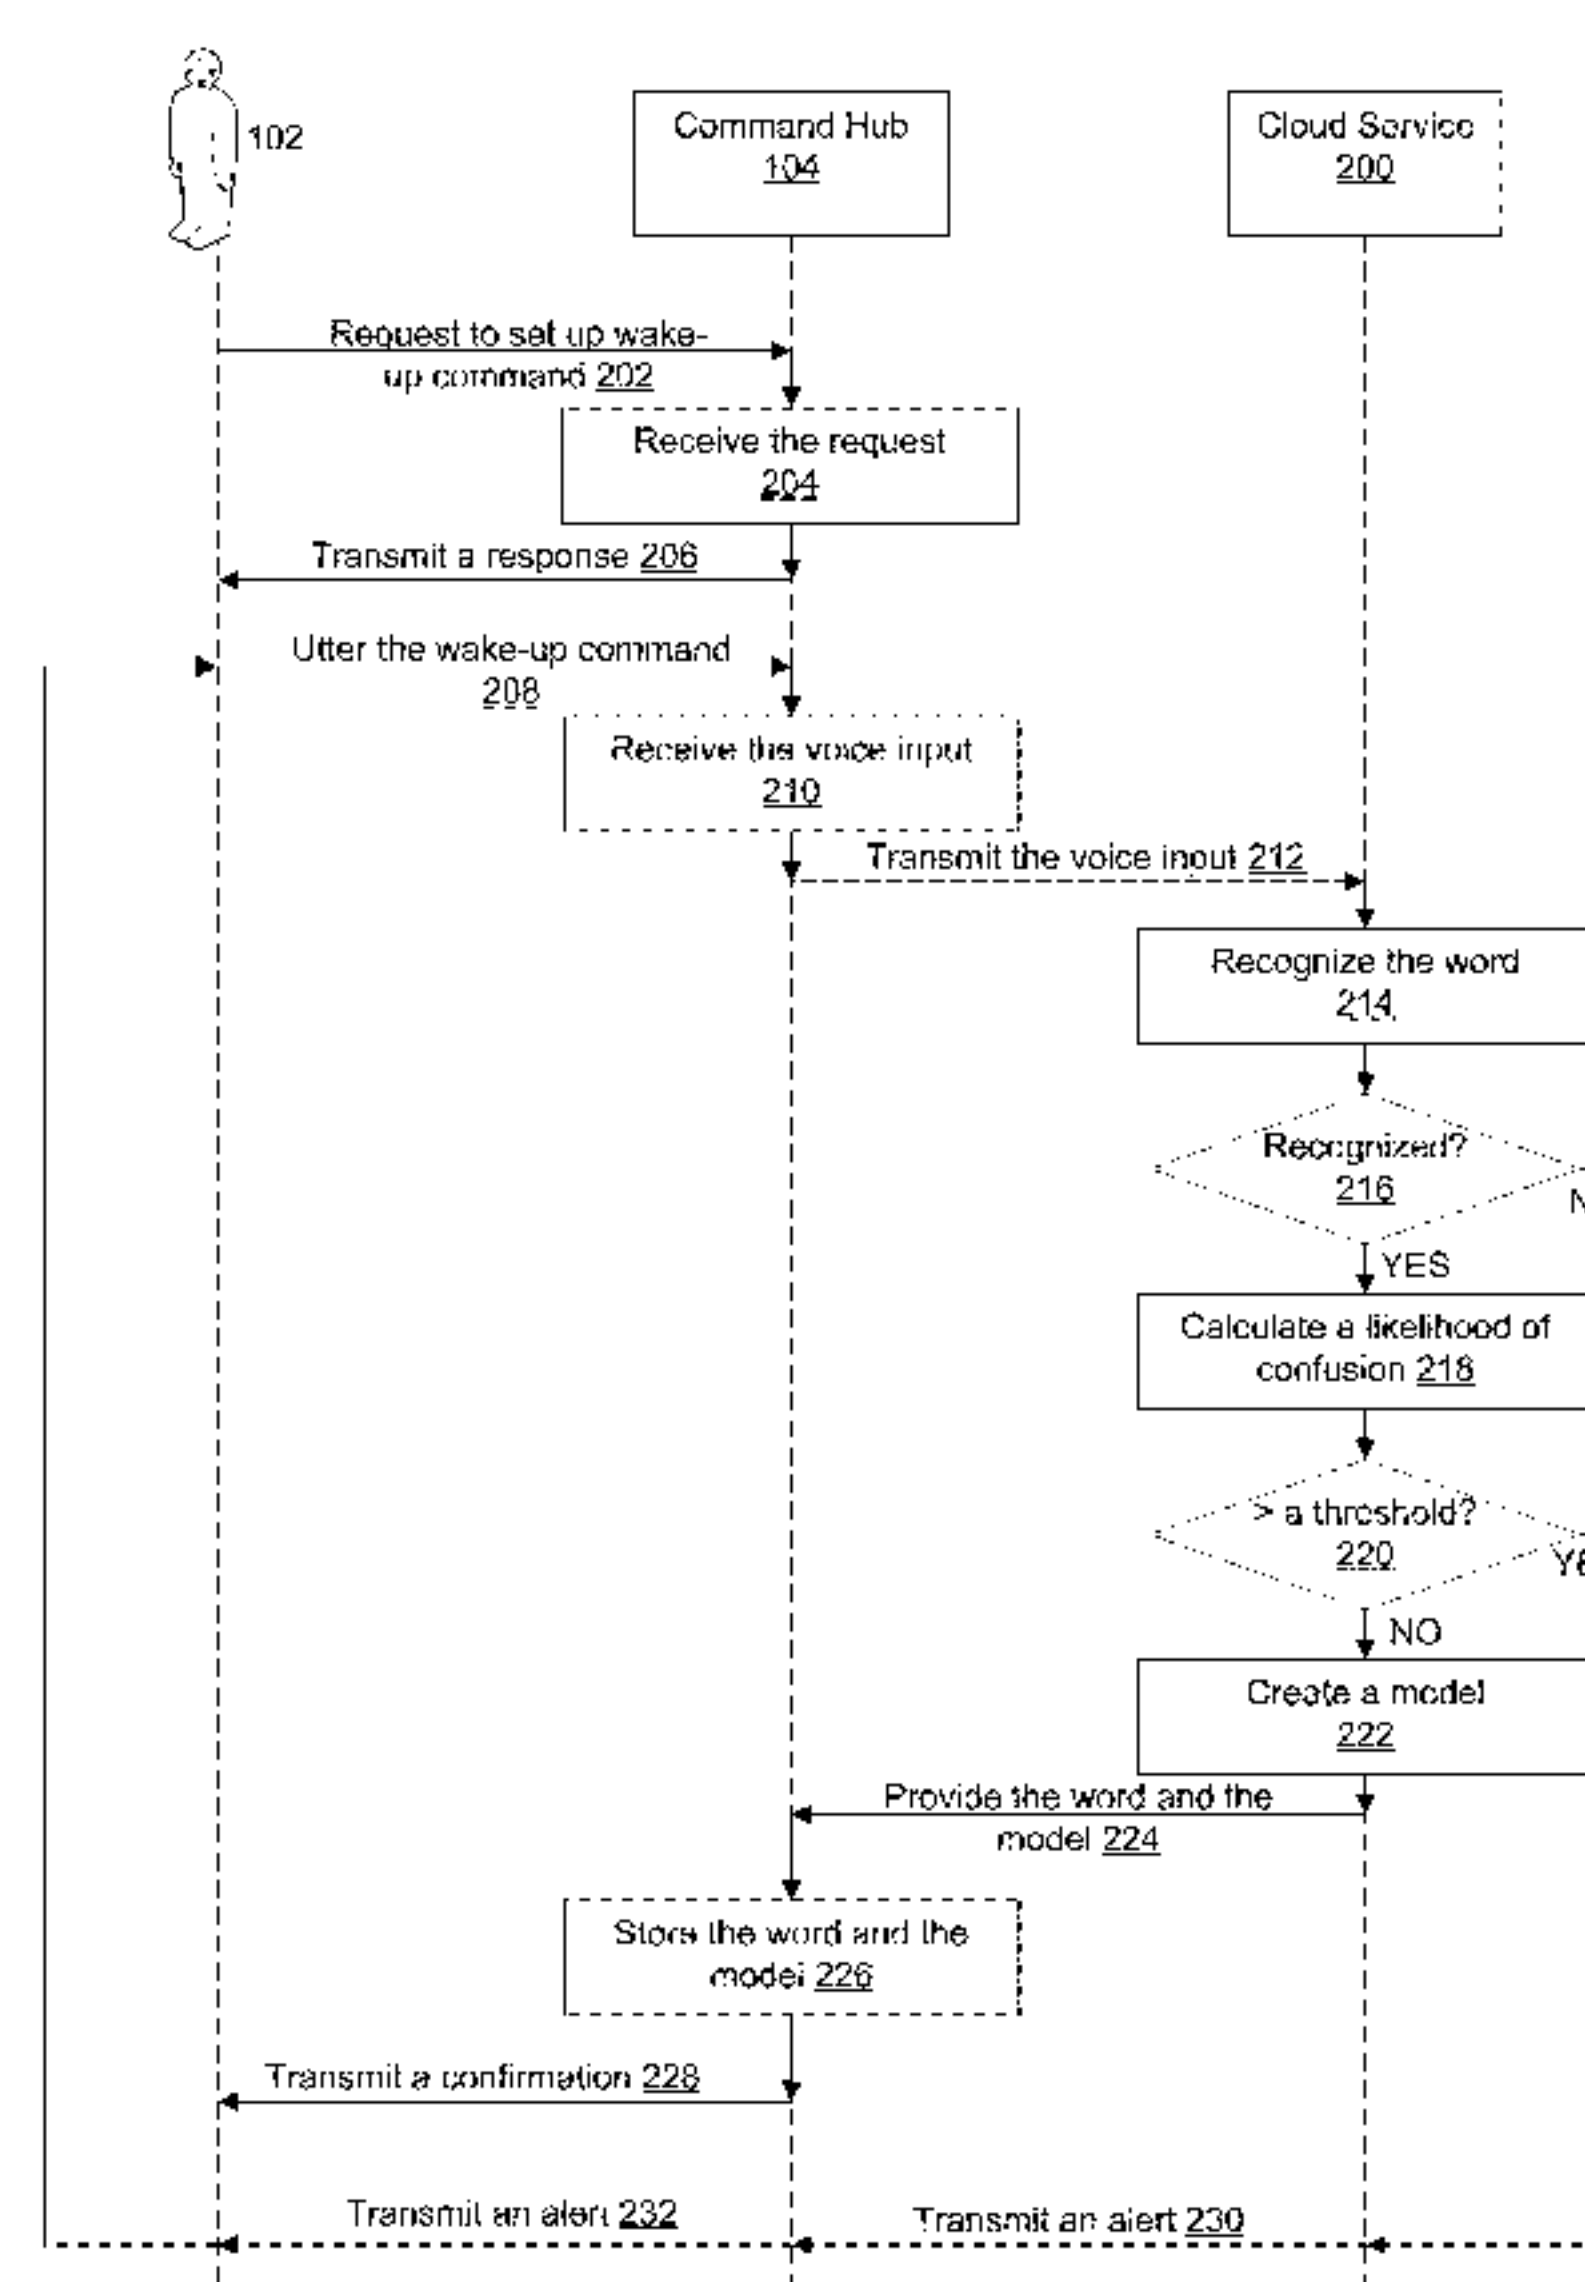 102
Command Hub
104
Cloud Service
200
Request to set up wake-
up command 202
Receive the request
204
Transmit a response 206
Utter the wake-up command
208
Receive the voice input
210
Transmit the voice input 212
Recognize the word
214
Recognized?
216
YES
Calculate a likelihood of
confusion 218
> a threshold?
220
NO
Create a model
222
Provide the word and the
model 224
Store the word and the
model 226
Transmit a confirmation 228
Transmit an alert 232
Transmit an alert 230